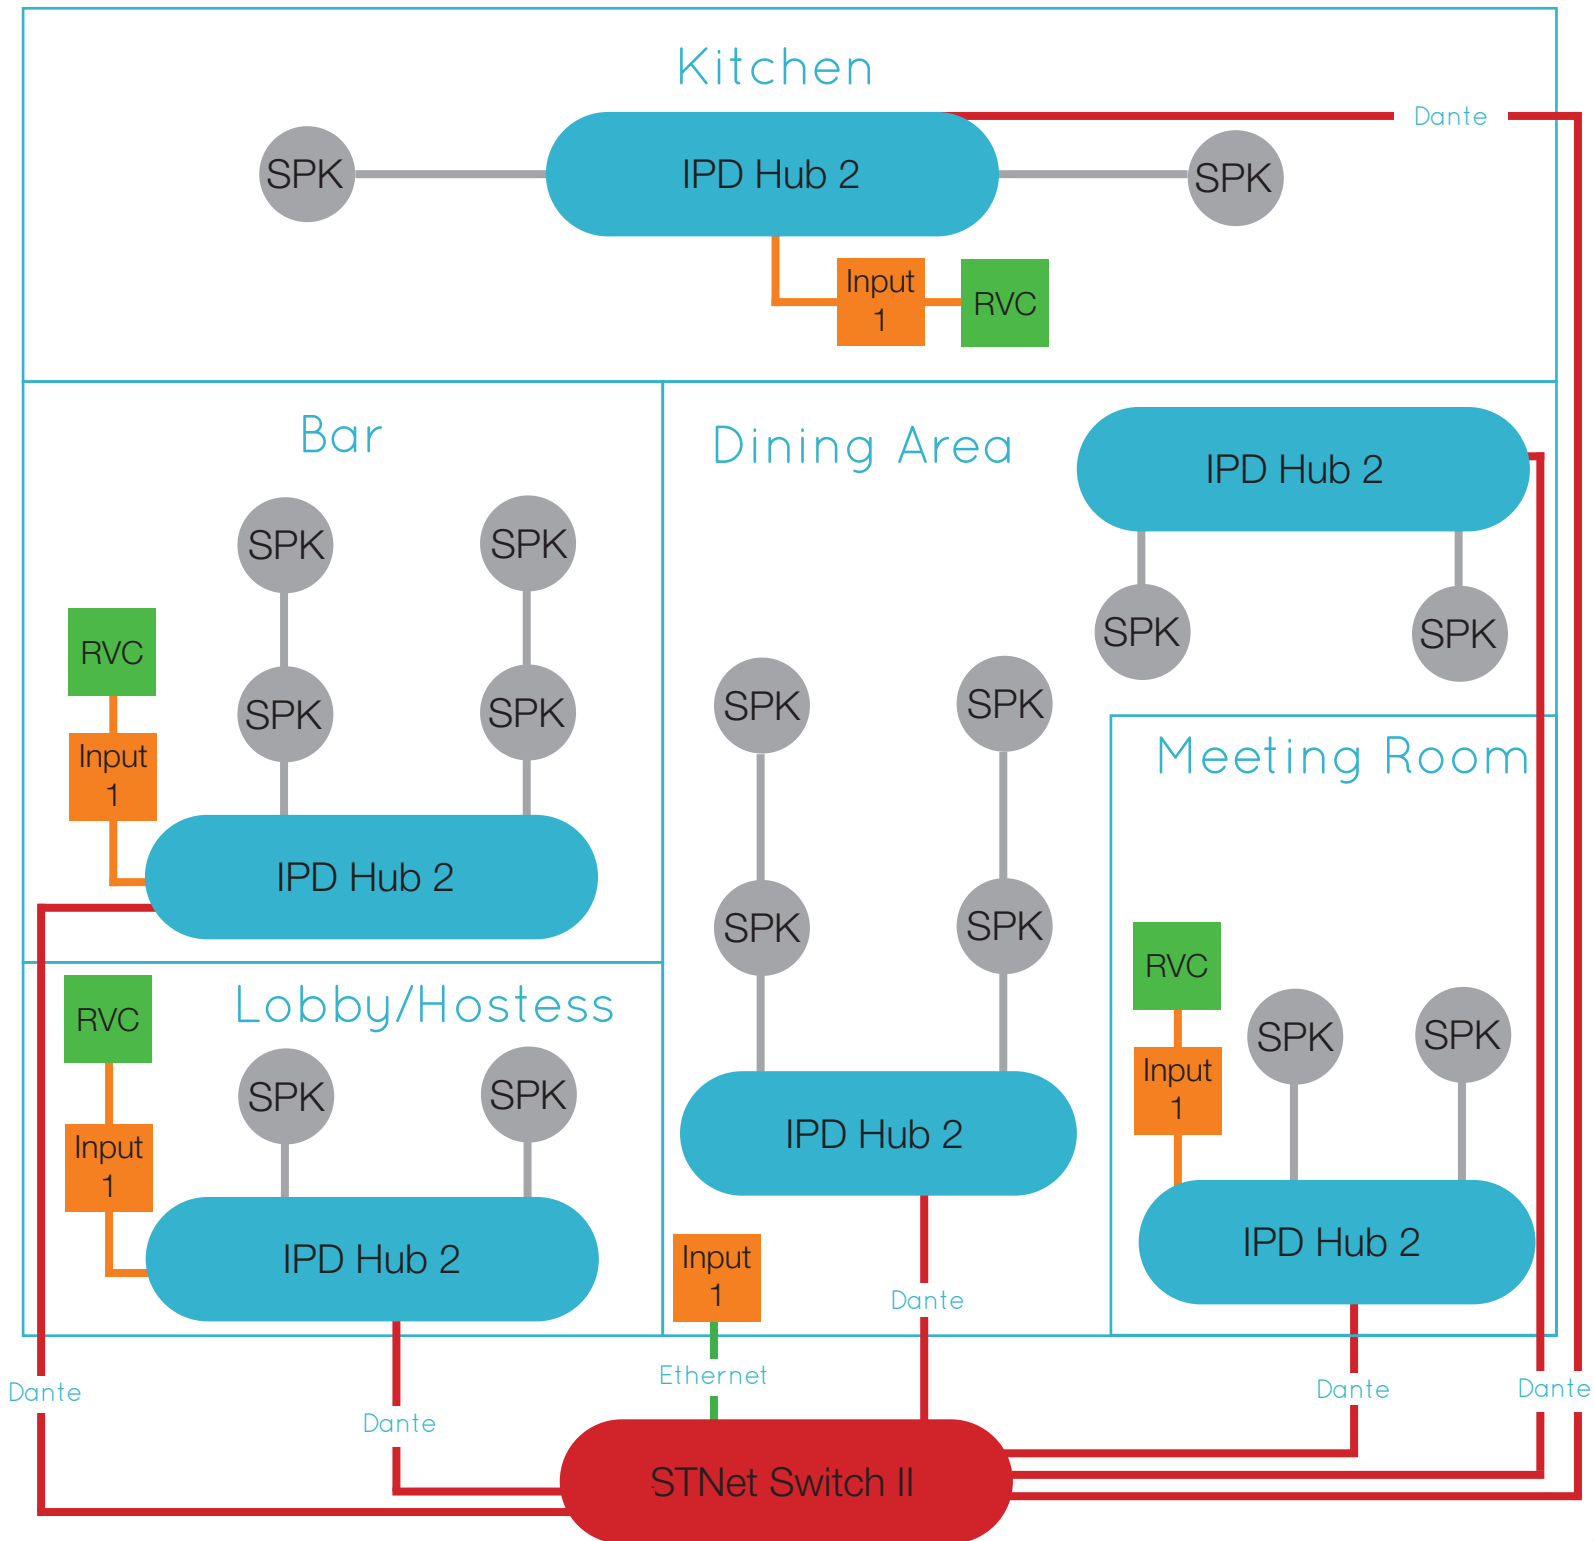 Kitchen
Dante
SPK
IPD Hub 2
SPK
Input
1
RVC
Bar
SPK
SPK
RVC
SPK
SPK
Input
1
IPD Hub 2
Dining Area
IPD Hub 2
SPK
SPK
SPK
SPK
SPK
SPK
IPD Hub 2
Input
1
Dante
Ethernet
Meeting Room
RVC
SPK
SPK
Input
1
IPD Hub 2
Lobby/Hostess
RVC
SPK
SPK
Input
1
IPD Hub 2
Dante
Dante
Dante
Dante
STNet Switch II